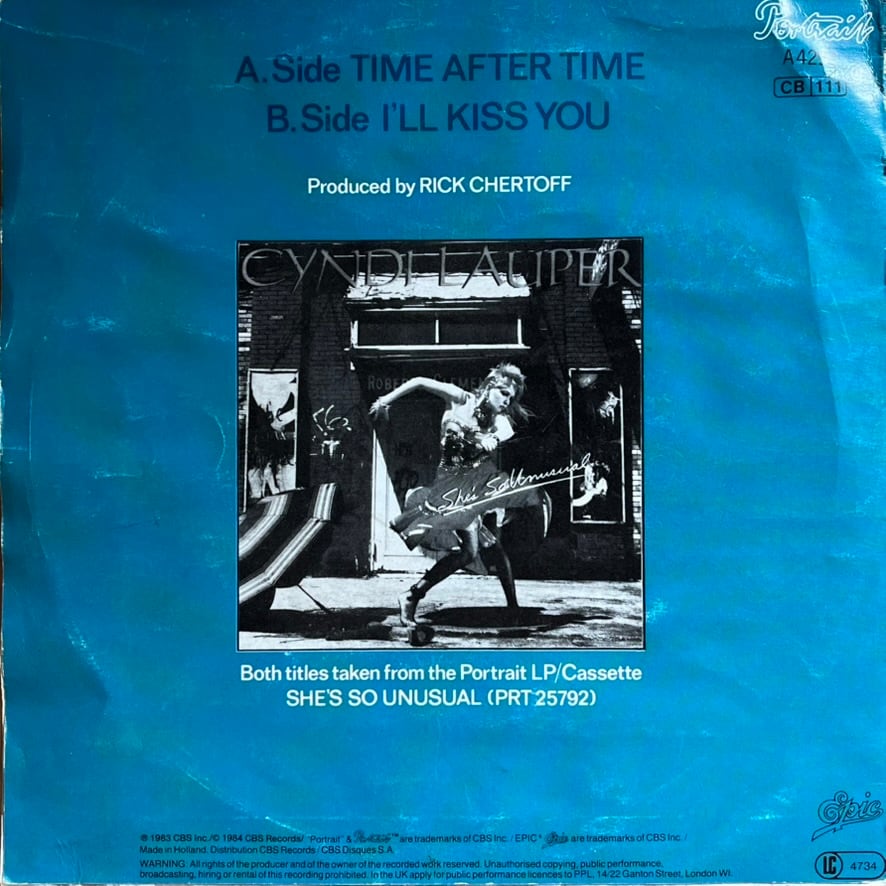 Portrait
A.Side TIME AFTER TIME
A 42
CB 111
B.Side I'LL KISS YOU
Produced by RICK CHERTOFF
CYNDI LAUPER
She's So Unusual
Both titles taken from the Portrait LP/Cassette
SHE'S SO UNUSUAL (PRT 25792)
Epic
℗ 1983 CBS Inc./© 1984 CBS Records/ "Portrait" & Portrait™ are trademarks of CBS Inc. / EPIC ® Epic are trademarks of CBS Inc. /
Made in Holland. Distribution CBS Records / CBS Disques S.A
WARNING: All rights of the producer and of the owner of the recorded work reserved. Unauthorised copying, public performance,
broadcasting, hiring or rental of this recording prohibited. In the UK apply for public performance licences to PPL, 14/22 Ganton Street, London WI.
LC 4734